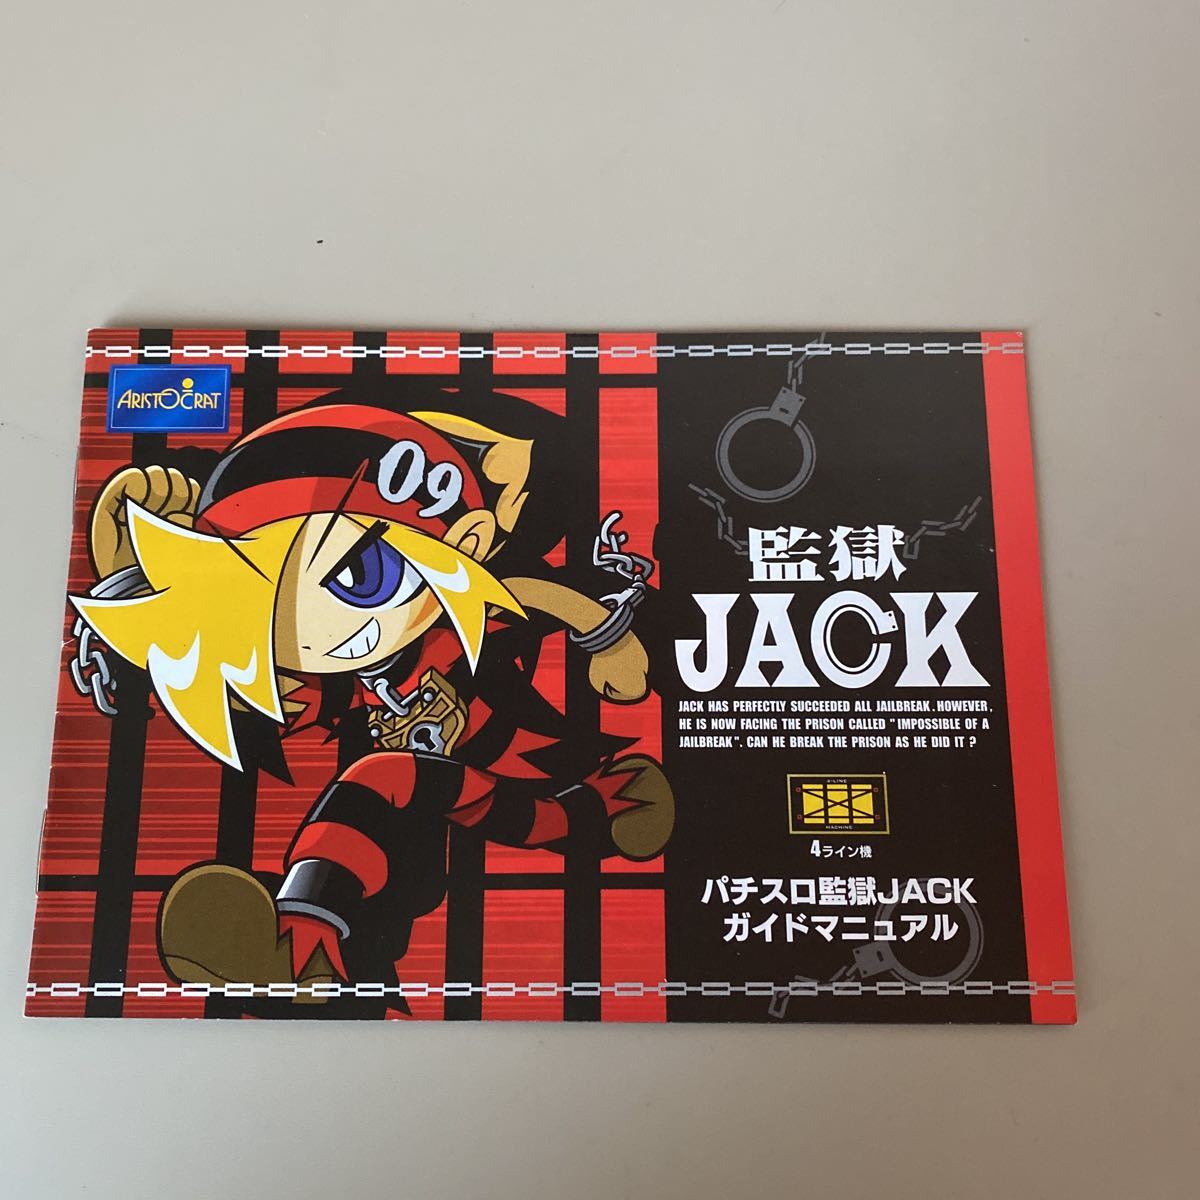 ARISTOCRAT
09
監獄
JACK
JACK HAS PERFECTLY SUCCEEDED ALL JAILBREAK. HOWEVER,
HE IS NOW FACING THE PRISON CALLED "IMPOSSIBLE OF A
JAILBREAK". CAN HE BREAK THE PRISON AS HE DID IT ?
4-LINE
MACHINE
4ライン機
パチスロ監獄JACK
ガイドマニュアル